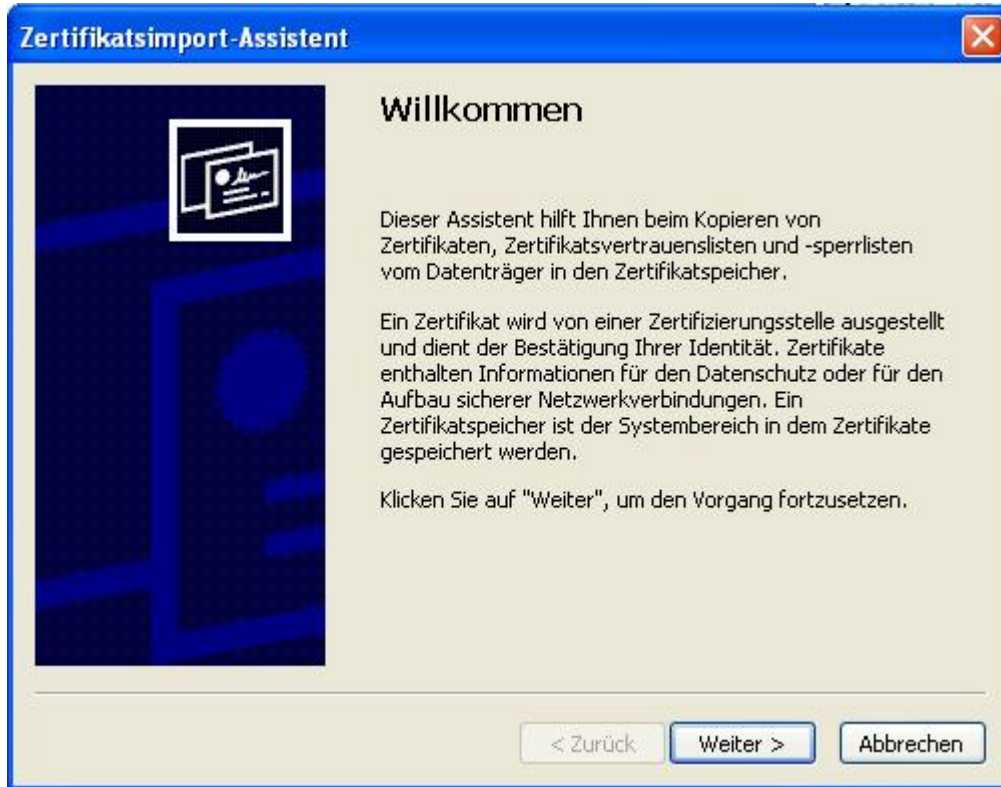 Zertifikatsimport-Assistent
Willkommen
Dieser Assistent hilft Ihnen beim Kopieren von
Zertifikaten, Zertifikatsvertrauenslisten und -sperrlisten
vom Datenträger in den Zertifikatspeicher.
Ein Zertifikat wird von einer Zertifizierungsstelle ausgestellt
und dient der Bestätigung Ihrer Identität. Zertifikate
enthalten Informationen für den Datenschutz oder für den
Aufbau sicherer Netzwerkverbindungen. Ein
Zertifikatspeicher ist der Systembereich in dem Zertifikate
gespeichert werden.
Klicken Sie auf "Weiter", um den Vorgang fortzusetzen.
< Zurück Weiter > Abbrechen